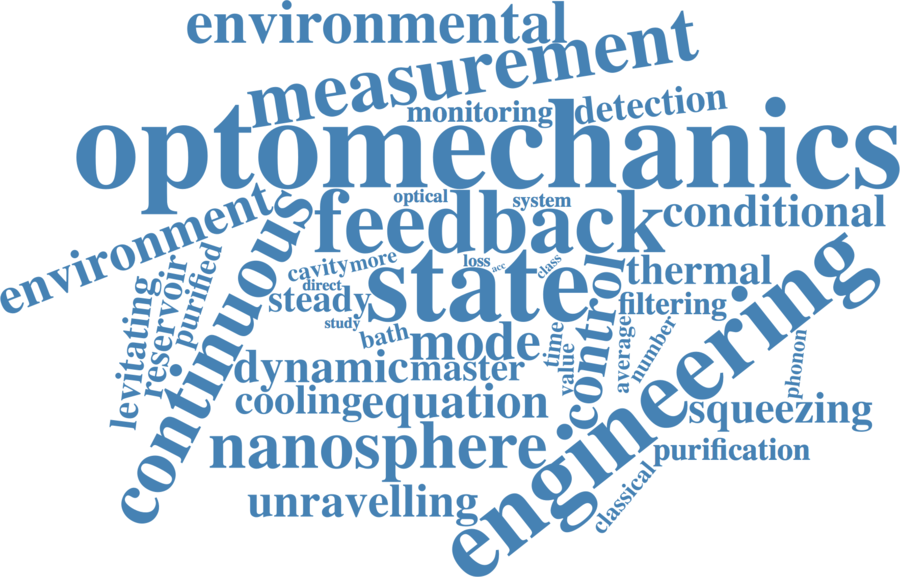 environmental
measurement
monitoring
detection
optomechanics
optical
system
feedback
conditional
environment
continuous
purified
reservoir
levitating
cavity
more
loss
acc
class
direct
steady
state
thermal
filtering
control
study
bath
mode
time
value
average
number
phonon
engineering
dynamic
master
cooling
equation
squeezing
nanosphere
purification
classical
unravelling